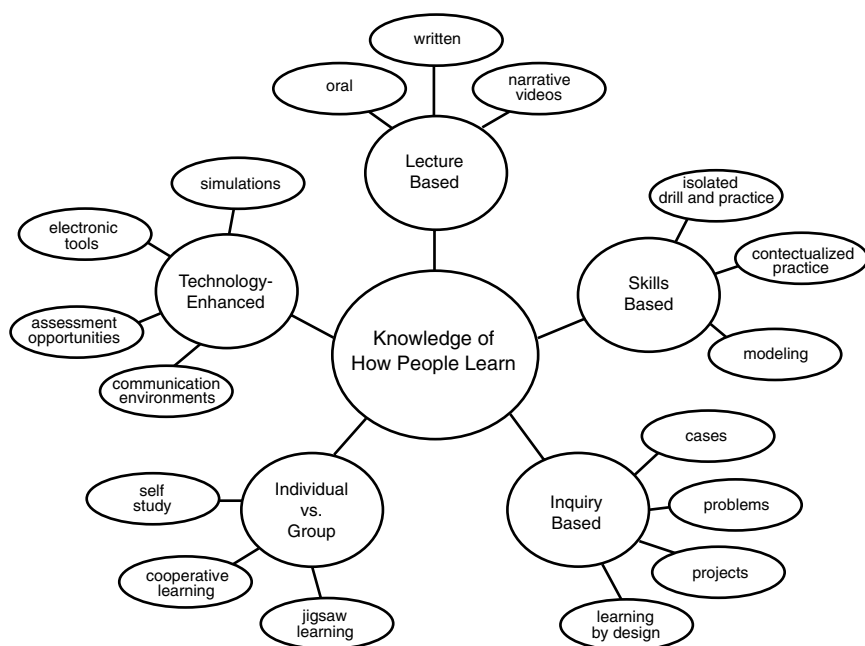 written
oral
narrative
videos
Lecture
Based
simulations
electronic
tools
Technology-
Enhanced
assessment
opportunities
communication
environments
isolated
drill and practice
contectualized
practice
Skills
Based
modeling
Knowledge of
How People Learn
self
study
Individual
vs.
Group
cooperative
learning
jigsaw
learning
cases
Inquiry
Based
problems
projects
learning
by design